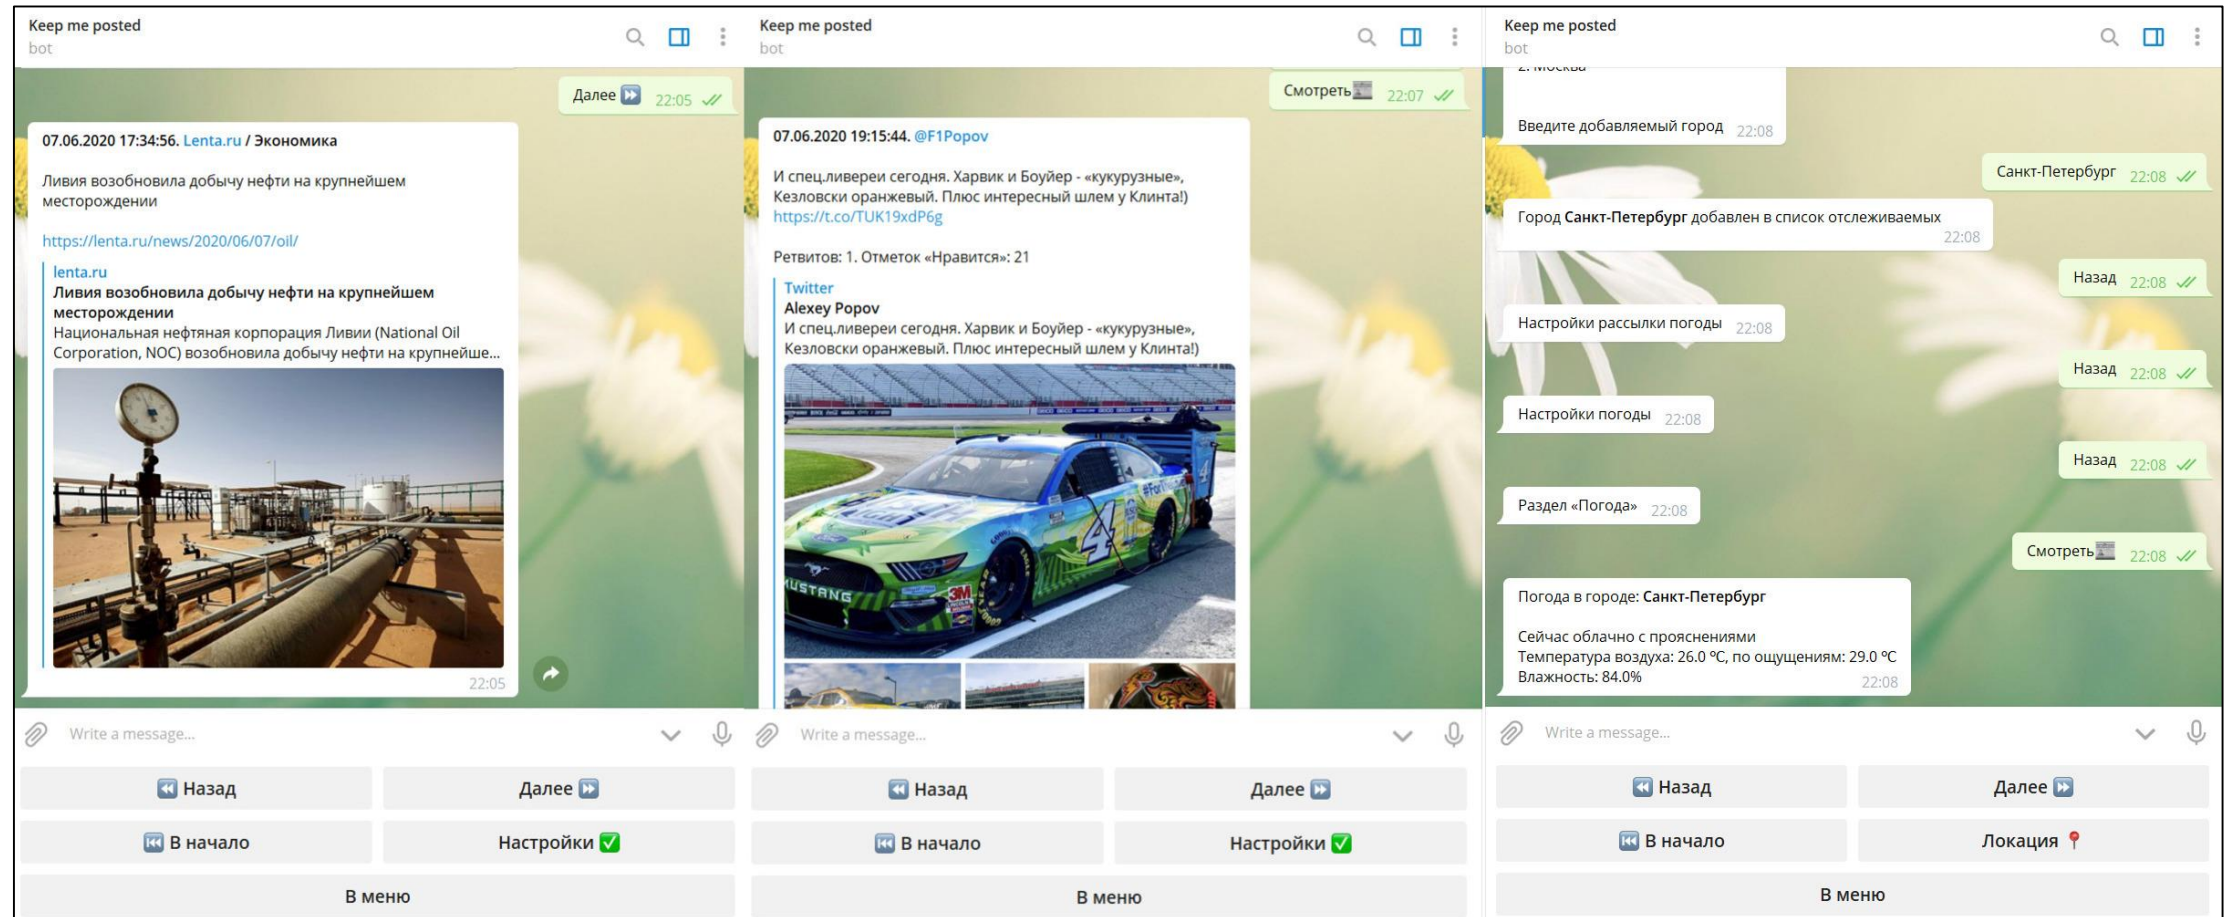 Keep me posted
bot
Далее
22:05
07.06.2020 17:34:56. Lenta.ru / Экономика
Ливия возобновила добычу нефти на крупнейшем
месторождении
https://lenta.ru/news/2020/06/07/oil/
lenta.ru
Ливия возобновила добычу нефти на крупнейшем
месторождении
Национальная нефтяная корпорация Ливии (National Oil
Corporation, NOC) возобновила добычу нефти на крупнейше...
22:05
Write a message...
Назад
Далее
В начало
Настройки
В меню
Keep me posted
bot
Смотреть
22:07
07.06.2020 19:15:44. @F1Popov
И спец.ливереи сегодня. Харвик и Боуйер - «кукурузные»,
Кезловски оранжевый. Плюс интересный шлем у Клинта!)
https://t.co/TUK19xdP6g
Ретвитов: 1. Отметок «Нравится»: 21
Twitter
Alexey Popov
И спец.ливереи сегодня. Харвик и Боуйер - «кукурузные»,
Кезловски оранжевый. Плюс интересный шлем у Клинта!)
4
4
MUSTANG
3M
Write a message...
Назад
Далее
В начало
Настройки
В меню
Keep me posted
bot
2. Москва
Введите добавляемый город 22:08
Санкт-Петербург 22:08
Город Санкт-Петербург добавлен в список отслеживаемых
22:08
Назад 22:08
Настройки рассылки погоды 22:08
Назад 22:08
Настройки погоды 22:08
Назад 22:08
Раздел «Погода» 22:08
Смотреть 22:08
Погода в городе: Санкт-Петербург
Сейчас облачно с прояснениями
Температура воздуха: 26.0 ºC, по ощущениям: 29.0 ºC
Влажность: 84.0%
22:08
Write a message...
Назад
Далее
В начало
Локация
В меню